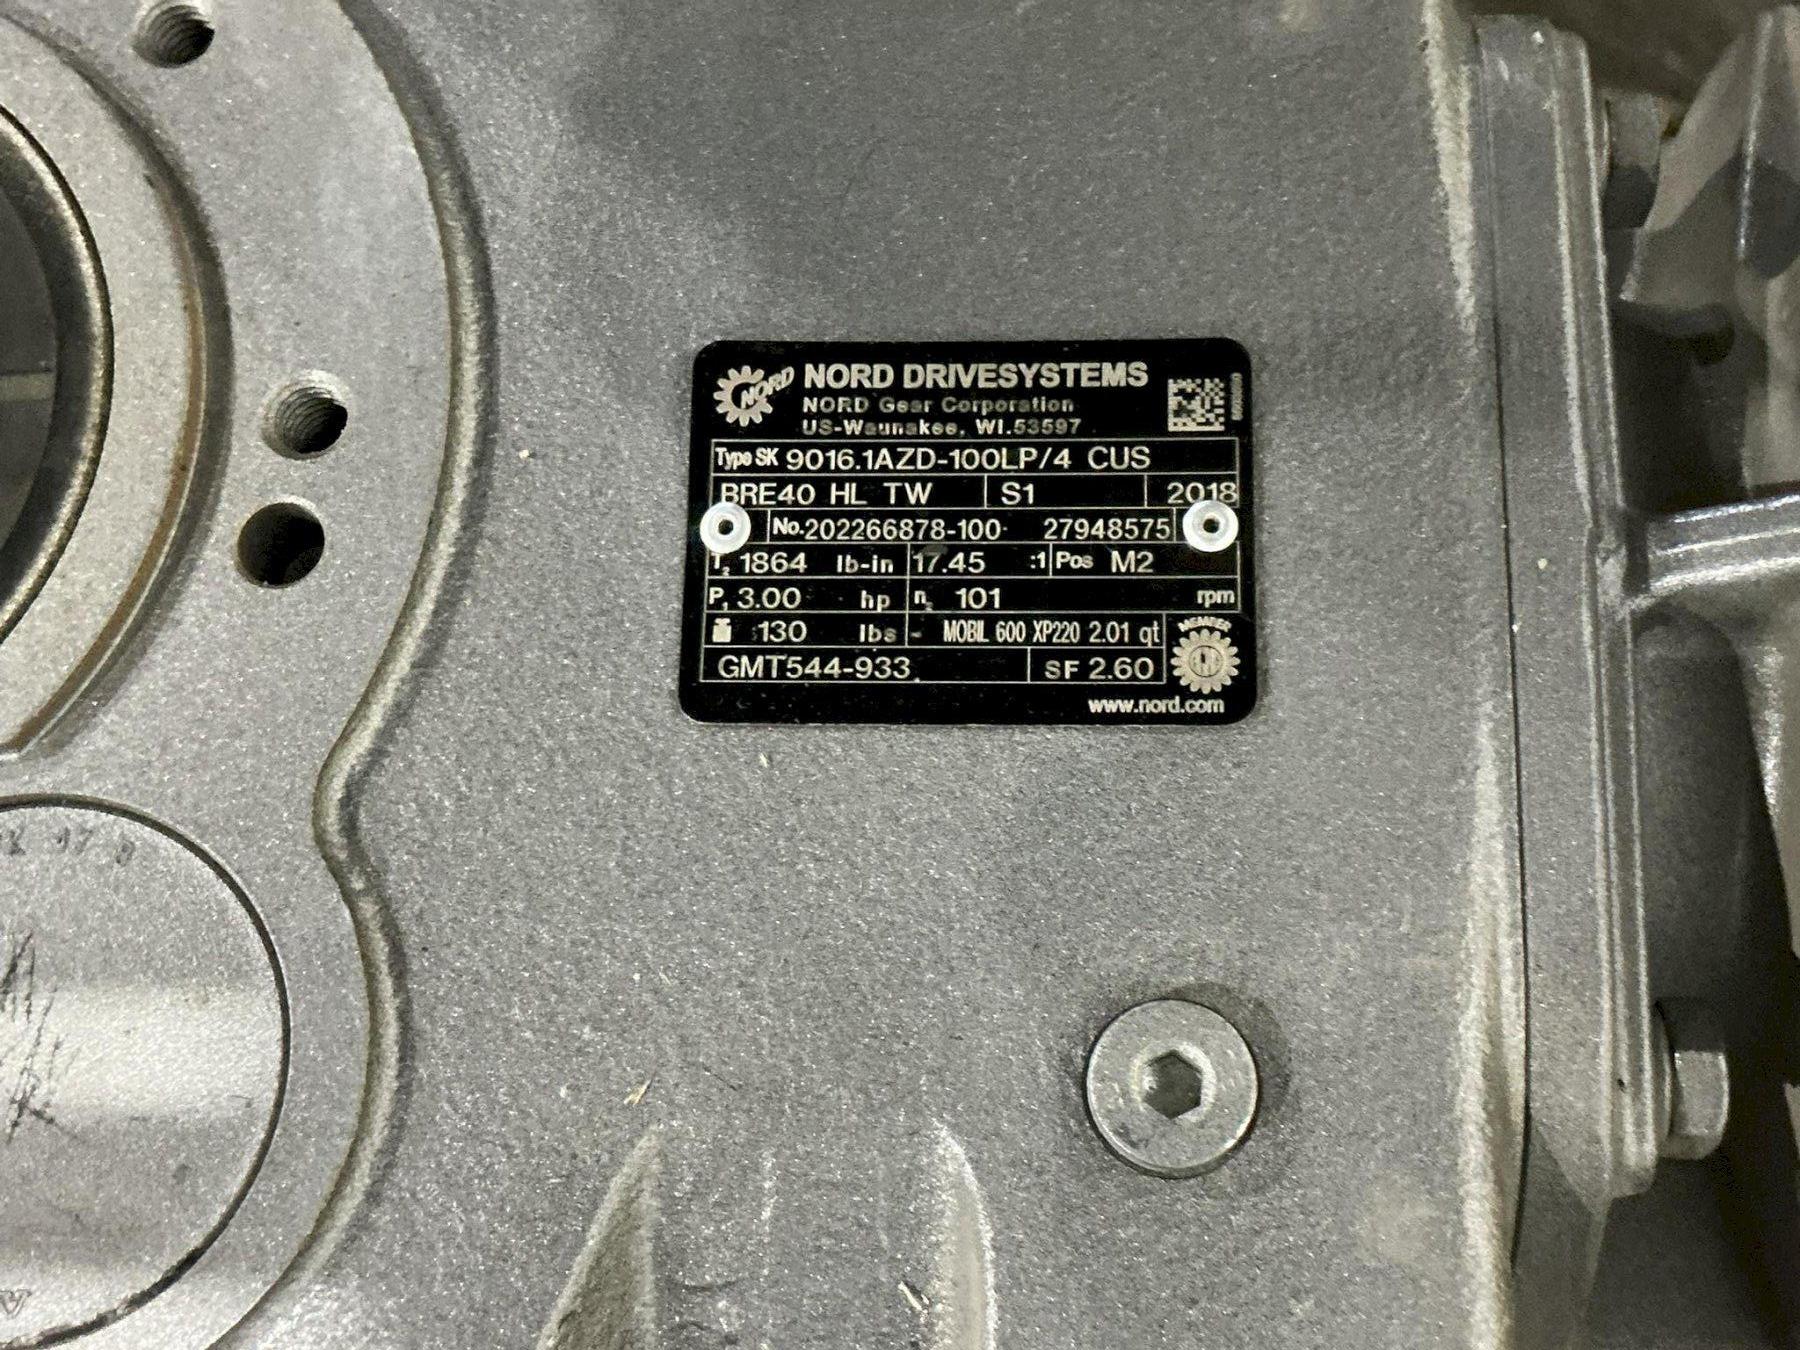 NORD
NORD DRIVESYSTEMS
NORD Gear Corporation
US-Waunakee, WI.53597
Type SK 9016.1AZD-100LP/4 CUS
BRE40 HL TW S1 2018
No. 202266878-100 27948575
T₂ 1864 lb-in 17.45 :1 Pos M2
P₁ 3.00 hp n₂ 101 rpm
130 lbs - MOBIL 600 XP220 2.01 qt
MEMBER
GMT544-933 SF 2.60
www.nord.com